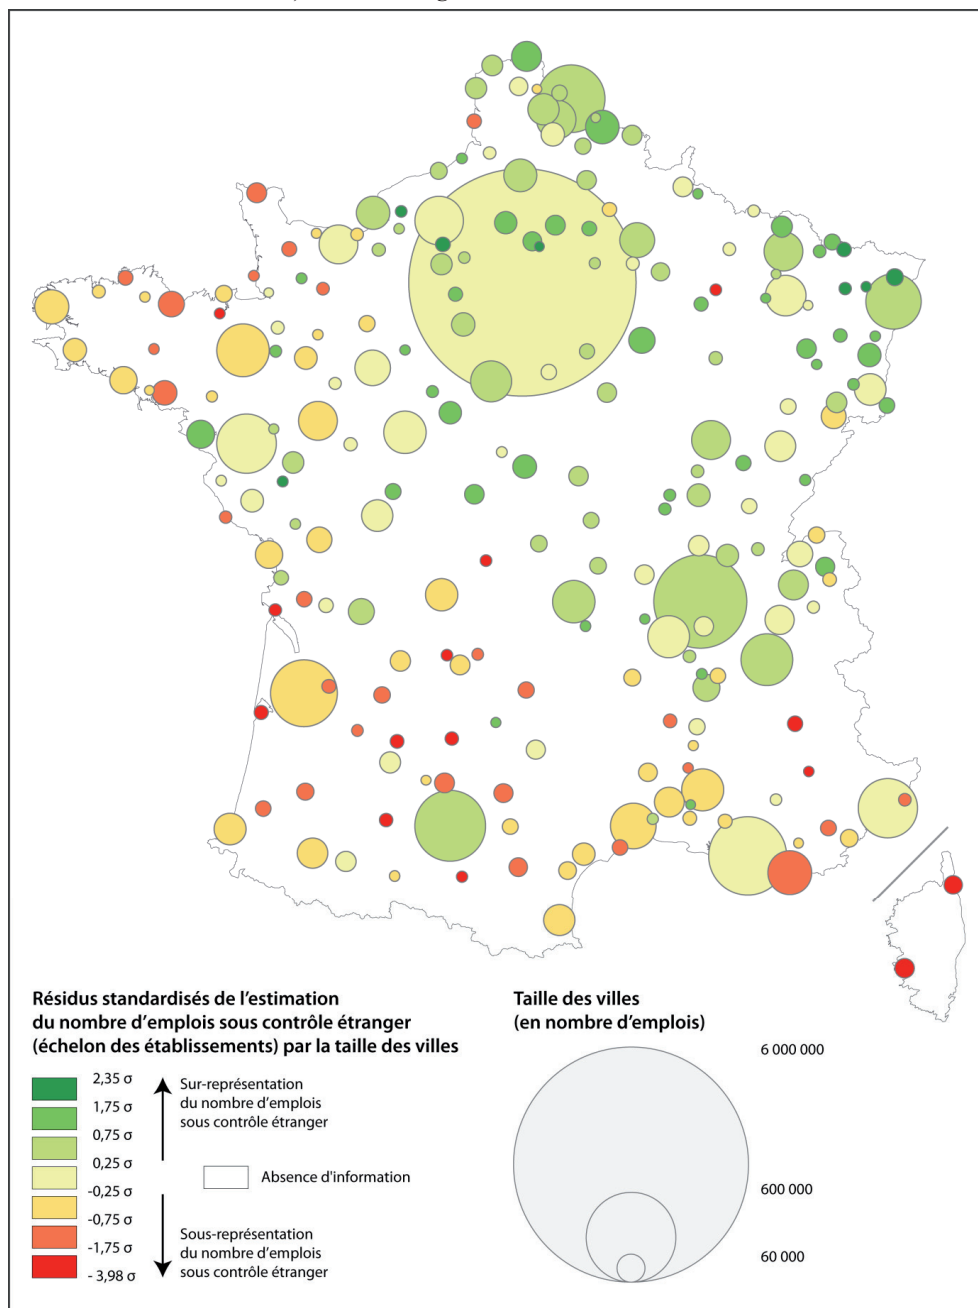 Résidus standardisés de l'estimation
du nombre d'emplois sous contrôle étranger
(échelon des établissements) par la taille des villes
2,35 σ
1,75 σ
0,75 σ
0,25 σ
-0,25 σ
-0,75 σ
-1,75 σ
- 3,98 σ
Sur-représentation
du nombre d'emplois
sous contrôle étranger
Absence d'information
Sous-représentation
du nombre d'emplois
sous contrôle étranger
Taille des villes
(en nombre d'emplois)
6 000 000
600 000
60 000